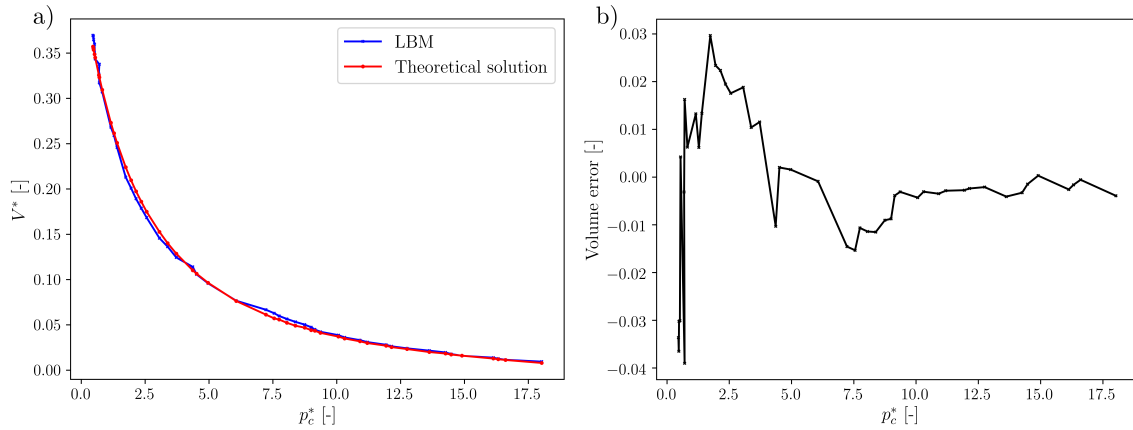 a)
LBM
Theoretical solution
0.35
0.30
0.25
0.20
0.15
0.10
0.05
0.00
V* [-]
0.0 2.5 5.0 7.5 10.0 12.5 15.0 17.5
p_c^* [-]
b)
0.03
0.02
0.01
0.00
−0.01
−0.02
−0.03
−0.04
Volume error [-]
0.0 2.5 5.0 7.5 10.0 12.5 15.0 17.5
p_c^* [-]